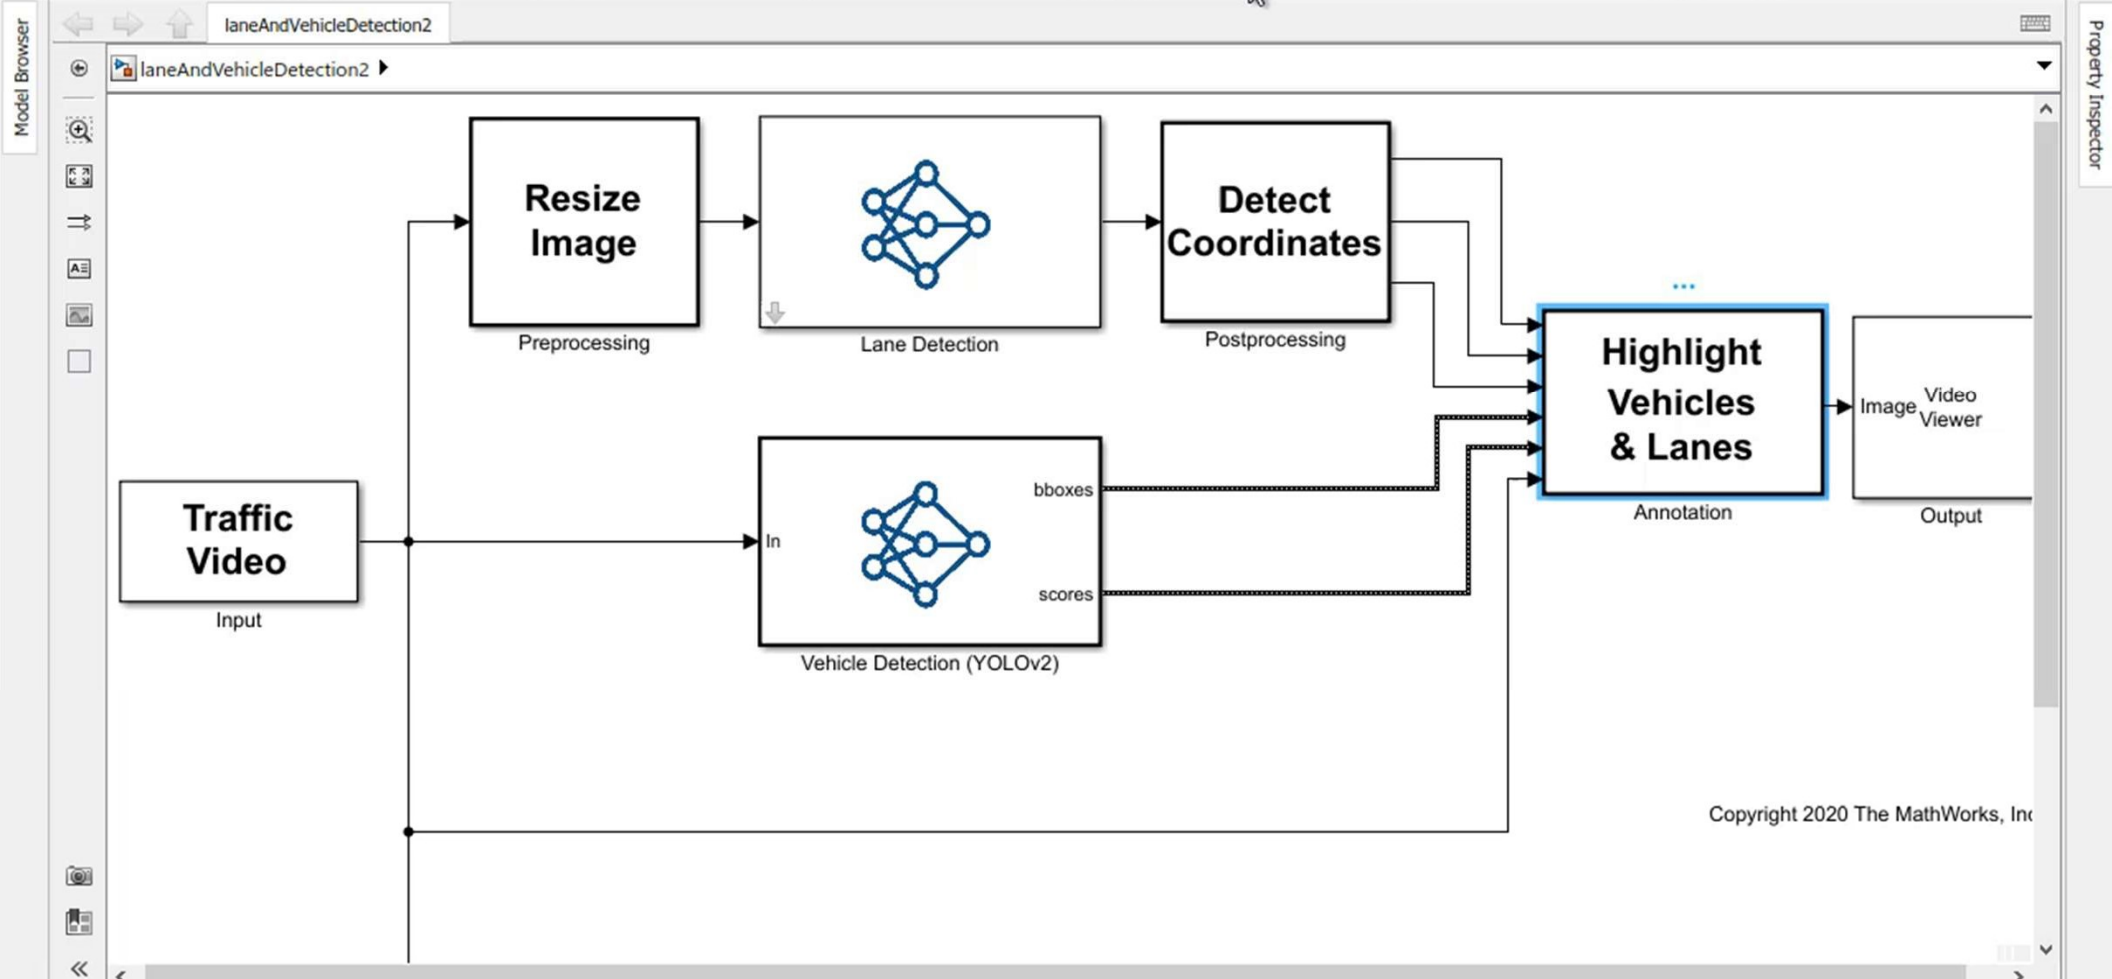 Model Browser
laneAndVehicleDetection2
Property Inspector
laneAndVehicleDetection2
Resize
Image
Preprocessing
Lane Detection
Detect
Coordinates
Postprocessing
...
Highlight
Vehicles
& Lanes
Annotation
Image
Video
Viewer
Output
Traffic
Video
Input
In
bboxes
scores
Vehicle Detection (YOLOv2)
Copyright 2020 The MathWorks, Inc